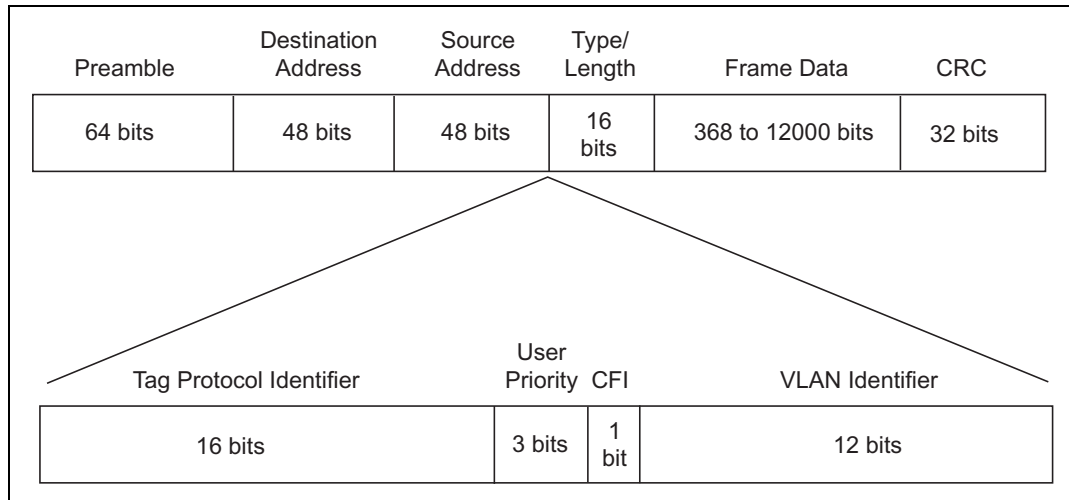 Preamble
Destination
Address
Source
Address
Type/
Length
Frame Data
CRC
64 bits
48 bits
48 bits
16
bits
368 to 12000 bits
32 bits
Tag Protocol Identifier
User
Priority
CFI
VLAN Identifier
16 bits
3 bits
1
bit
12 bits